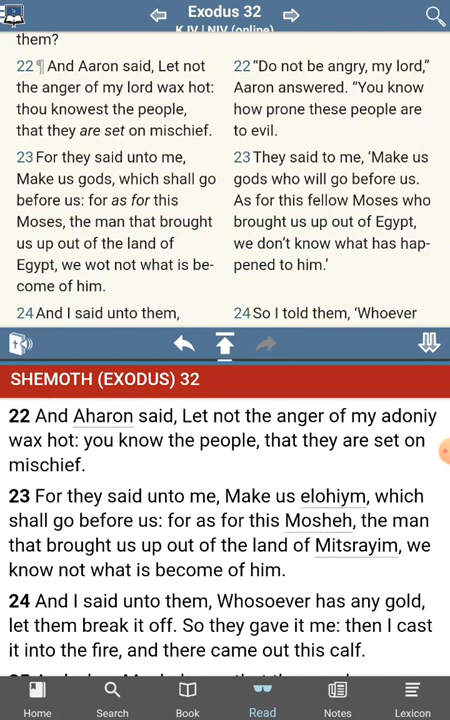 Exodus 32
KJV | NIV (online)
them?
22 ¶ And Aaron said, Let not
the anger of my lord wax hot:
thou knowest the people,
that they are set on mischief.
23 For they said unto me,
Make us gods, which shall go
before us: for as for this
Moses, the man that brought
us up out of the land of
Egypt, we wot not what is be-
come of him.
24 And I said unto them,
22 “Do not be angry, my lord,”
Aaron answered. “You know
how prone these people are
to evil.
23 They said to me, ‘Make us
gods who will go before us.
As for this fellow Moses who
brought us up out of Egypt,
we don’t know what has hap-
pened to him.’
24 So I told them, ‘Whoever
SHEMOTH (EXODUS) 32
22 And Aharon said, Let not the anger of my adoniy
wax hot: you know the people, that they are set on
mischief.
23 For they said unto me, Make us elohiym, which
shall go before us: for as for this Mosheh, the man
that brought us up out of the land of Mitsrayim, we
know not what is become of him.
24 And I said unto them, Whosoever has any gold,
let them break it off. So they gave it me: then I cast
it into the fire, and there came out this calf.
Home
Search
Book
Read
Notes
Lexicon